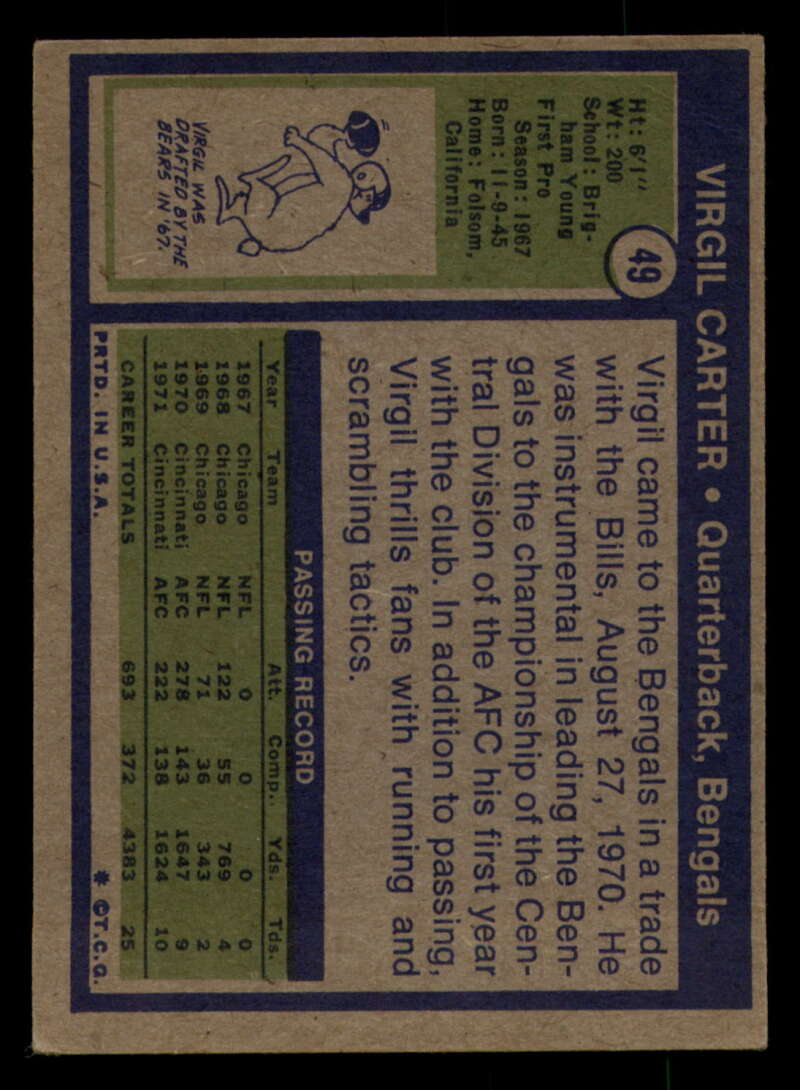 VIRGIL CARTER • Quarterback, Bengals
49
Ht: 6'1"
Wt: 200
School: Brig-
ham Young
First Pro
Season: 1967
Born: 11-9-45
Home: Folsom,
California
VIRGIL WAS
DRAFTED BY THE
BEARS IN '67.
Virgil came to the Bengals in a trade
with the Bills, August 27, 1970. He
was instrumental in leading the Ben-
gals to the championship of the Cen-
tral Division of the AFC his first year
with the club. In addition to passing,
Virgil thrills fans with running and
scrambling tactics.
PASSING RECORD
Year Team Att. Comp. Yds. Tds.
1967 Chicago NFL 0 0 0 0
1968 Chicago NFL 122 55 769 4
1969 Chicago NFL 71 36 343 2
1970 Cincinnati AFC 278 143 1647 9
1971 Cincinnati AFC 222 138 1624 10
CAREER TOTALS 693 372 4383 25
PRTD. IN U.S.A. * ©T.C.G.